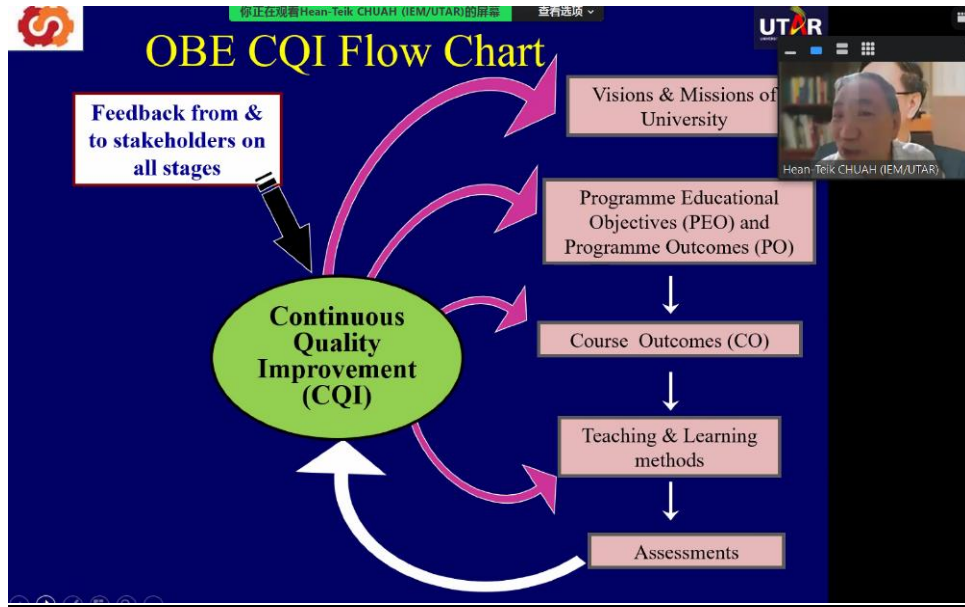 你正在观看Hean-Teik CHUAH (IEM/UTAR)的屏幕
查看选项
UTAR
OBE CQI Flow Chart
Feedback from &
to stakeholders on
all stages
Visions & Missions of
University
Hean-Teik CHUAH (IEM/UTAR)
Programme Educational
Objectives (PEO) and
Programme Outcomes (PO)
Continuous
Quality
Improvement
(CQI)
Course Outcomes (CO)
Teaching & Learning
methods
Assessments